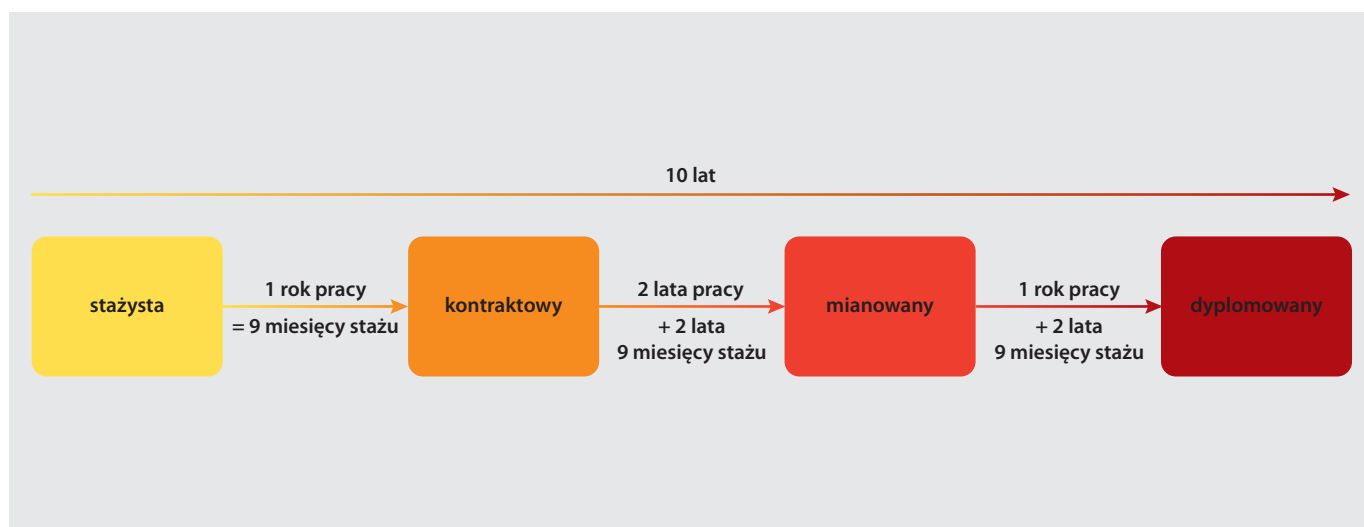 10 lat
stażysta
1 rok pracy
= 9 miesięcy stażu
kontraktowy
2 lata pracy
+ 2 lata
9 miesięcy stażu
mianowany
1 rok pracy
+ 2 lata
9 miesięcy stażu
dyplomowany